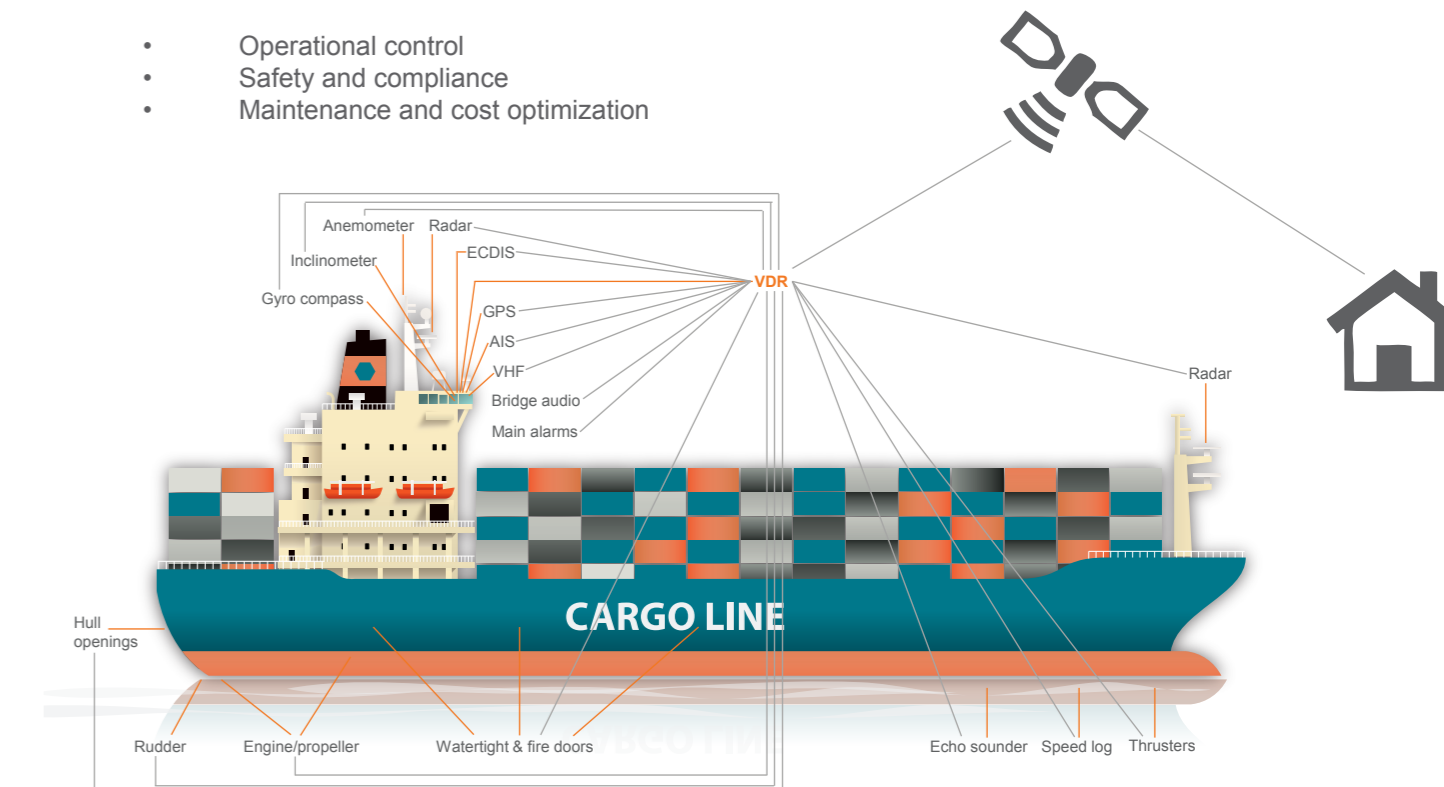 • Operational control
• Safety and compliance
• Maintenance and cost optimization
Anemometer
Radar
ECDIS
Inclinometer
VDR
Gyro compass
GPS
AIS
VHF
Radar
Bridge audio
Main alarms
CARGO LINE
Hull
openings
Rudder
Engine/propeller
Watertight & fire doors
Echo sounder
Speed log
Thrusters